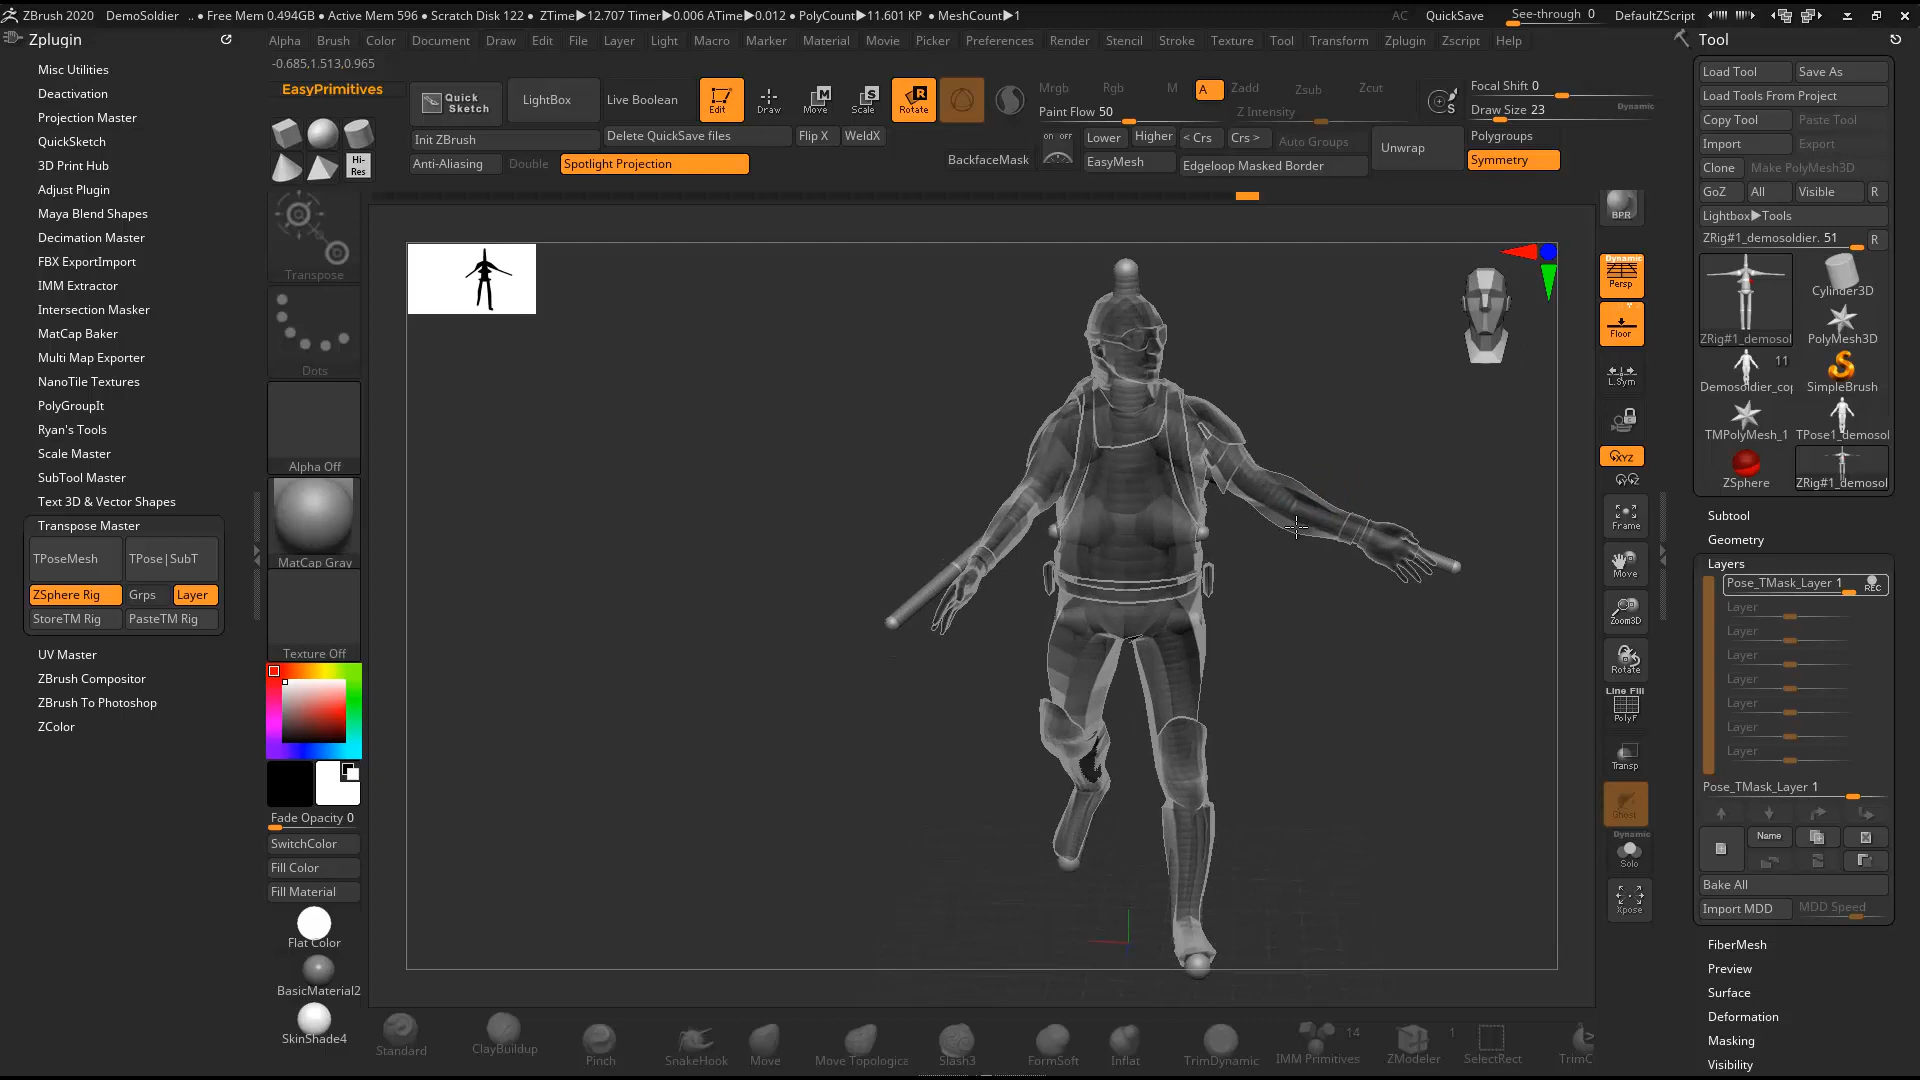 ZBrush 2020 DemoSoldier .. • Free Mem 0.494GB • Active Mem 596 • Scratch Disk 122 • ZTime▶12.707 Timer▶0.006 ATime▶0.012 • PolyCount▶11.601 KP • MeshCount▶1 AC QuickSave See-through 0 DefaultZScript
Zplugin
Alpha Brush Color Document Draw Edit File Layer Light Macro Marker Material Movie Picker Preferences Render Stencil Stroke Texture Tool Transform Zplugin Zscript Help
Tool
-0.685,1.513,0.965
Misc Utilities
Deactivation
Projection Master
QuickSketch
3D Print Hub
Adjust Plugin
Maya Blend Shapes
Decimation Master
FBX ExportImport
IMM Extractor
Intersection Masker
MatCap Baker
Multi Map Exporter
NanoTile Textures
PolyGroupIt
Ryan's Tools
Scale Master
SubTool Master
Text 3D & Vector Shapes
Transpose Master
TPoseMesh TPose|SubT
ZSphere Rig Grps Layer
StoreTM Rig PasteTM Rig
UV Master
ZBrush Compositor
ZBrush To Photoshop
ZColor
EasyPrimitives
Hi-Res
Quick Sketch
LightBox
Live Boolean
Edit
Draw
Move
Scale
Rotate
Mrgb Rgb M A Zadd Zsub Zcut
Paint Flow 50
Z Intensity
Focal Shift 0
Draw Size 23
Dynamic
Init ZBrush
Delete QuickSave files
Flip X WeldX
Anti-Aliasing Double Spotlight Projection
BackfaceMask
on off
Lower Higher < Crs Crs > Auto Groups
EasyMesh
Edgeloop Masked Border
Unwrap
Polygroups
Symmetry
Transpose
Dots
Alpha Off
MatCap Gray
Texture Off
Fade Opacity 0
SwitchColor
Fill Color
Fill Material
Flat Color
BasicMaterial2
SkinShade4
BPR
Dynamic
Persp
Floor
L.Sym
XYZ
Frame
Move
Zoom3D
Rotate
Line Fill
PolyF
Transp
Ghost
Dynamic
Solo
Xpose
Load Tool Save As
Load Tools From Project
Copy Tool Paste Tool
Import Export
Clone Make PolyMesh3D
GoZ All Visible R
Lightbox▶Tools
ZRig#1_demosoldier. 51 R
Cylinder3D
ZRig#1_demosol PolyMesh3D
11
Demosoldier_cop SimpleBrush
TMPolyMesh_1 TPose1_demosol
ZSphere ZRig#1_demosol
Subtool
Geometry
Layers
Pose_TMask_Layer 1 REC
Layer
Layer
Layer
Layer
Layer
Layer
Layer
Pose_TMask_Layer 1
Name
Bake All
Import MDD MDD Speed
FiberMesh
Preview
Surface
Deformation
Masking
Visibility
Standard ClayBuildup Pinch SnakeHook Move Move Topologica Slash3 FormSoft Inflat TrimDynamic IMM Primitives 14 ZModeler 1 SelectRect TrimC